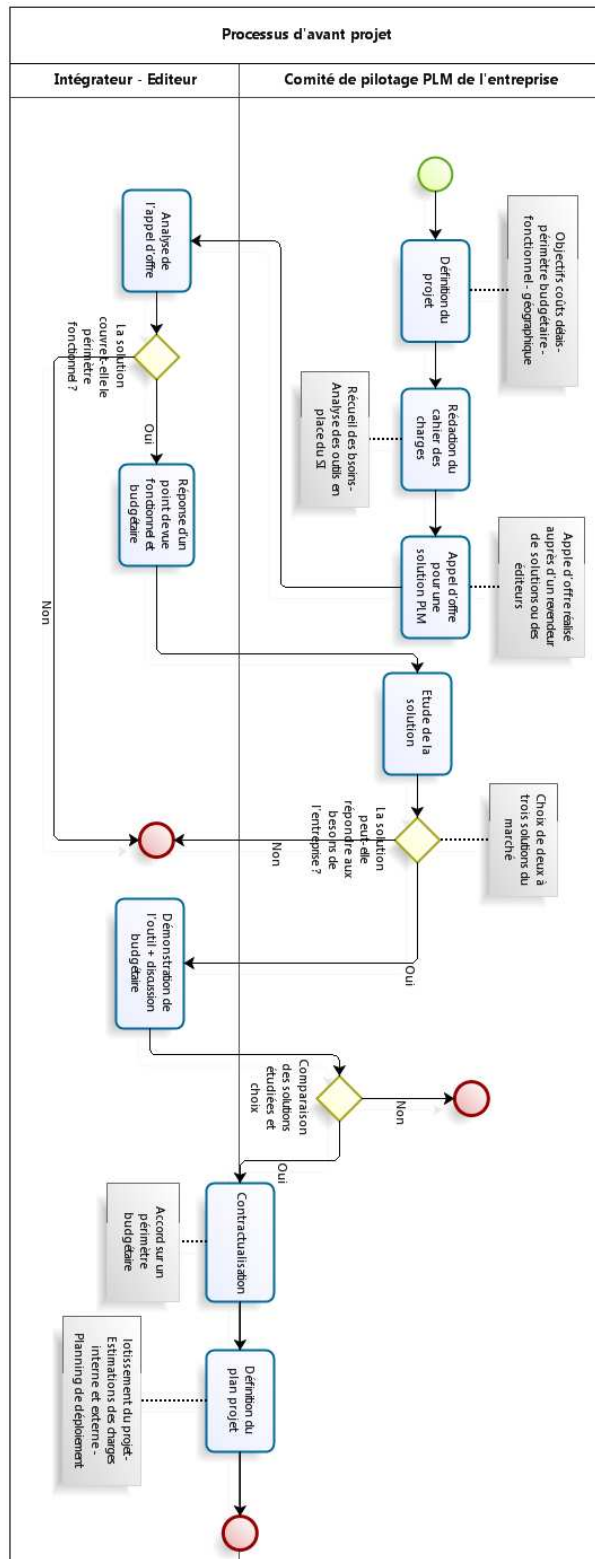 Processus d'avant projet
Intégrateur - Editeur
Comité de pilotage PLM de l'entreprise
Objectifs coûts délais-
périmètre budgétaire -
fonctionnel - géographique
Définition du
projet
Rédaction du
cahier des
charges
Récueil des bsoins-
Analyse des outils en
place du SI
Appel d'offre
pour une
solution PLM
Apple d'offre réalisé
auprès d'un revendeur
de solutions ou des
éditeurs
Analyse de
l'appel d'offre
La solution
couvre t-elle le
périmètre
fonctionnel ?
Oui
Non
Réponse d'un
point de vue
fonctionnel et
budgétaire
Etude de la
solution
Choix de deux à
trois solutions du
marché
La solution
peut-elle
répondre aux
besons de
l'entreprise ?
Non
Oui
Démonstration de
l'outil + discussion
budgétaire
Comparaison
des solutions
étudiées et
choix
Non
Oui
Contractualisation
Accord sur un
périmètre
budgétaire
Définition du
plan projet
lotissement du projet-
Estimations des charges
interne et externe -
Planning de déploiement